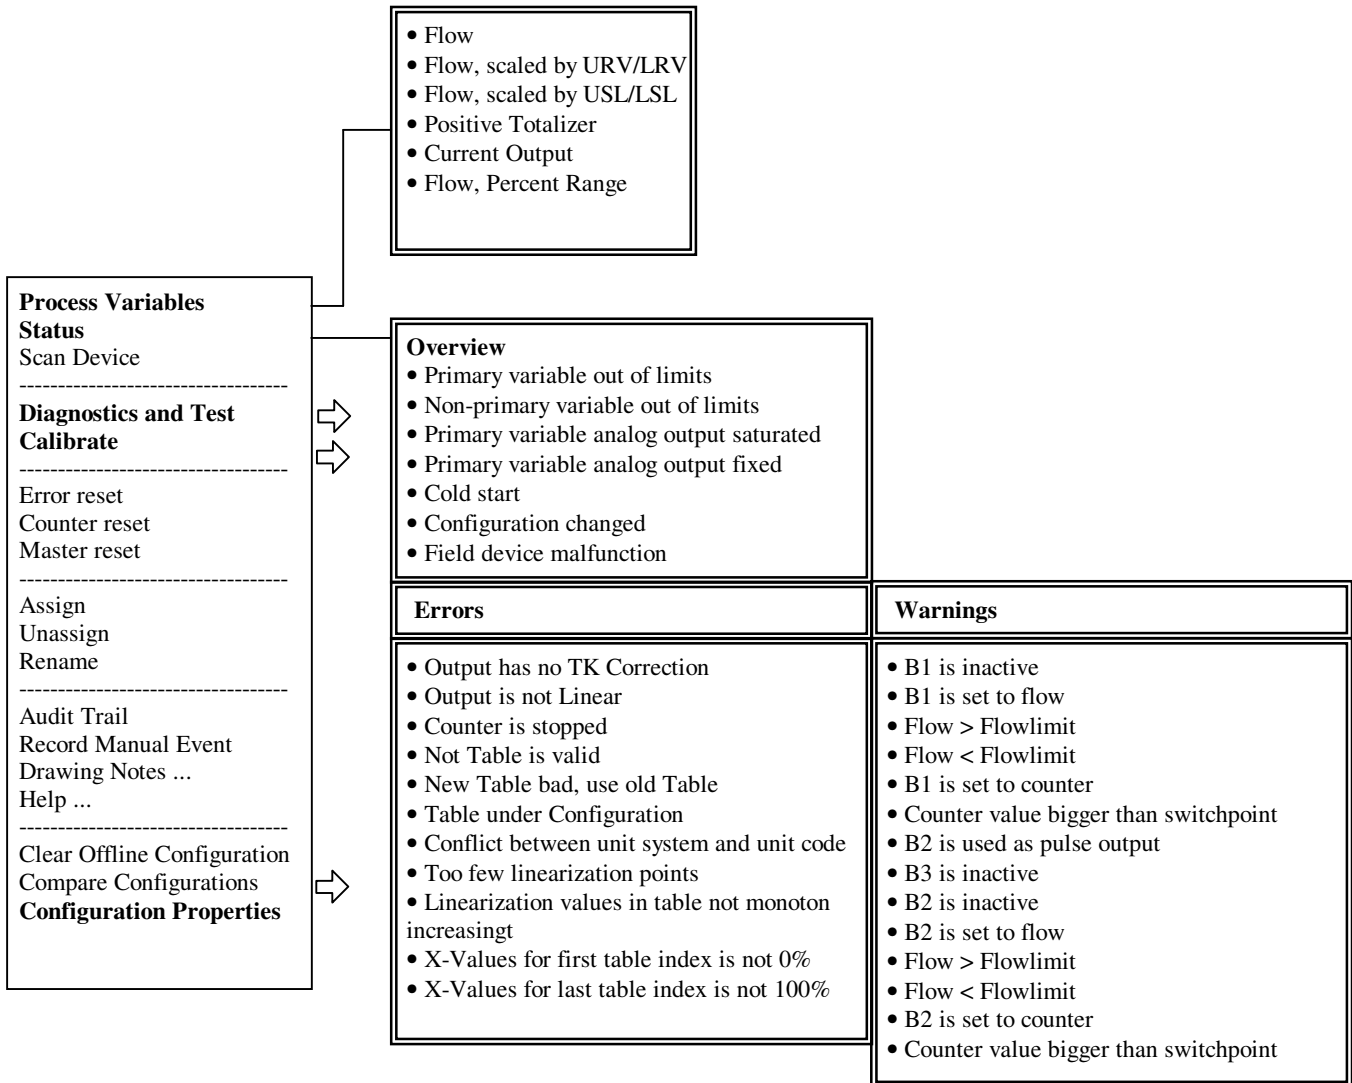 • Flow
• Flow, scaled by URV/LRV
• Flow, scaled by USL/LSL
• Positive Totalizer
• Current Output
• Flow, Percent Range
Process Variables
Status
Scan Device
-----------------------------------
Diagnostics and Test
Calibrate
-----------------------------------
Error reset
Counter reset
Master reset
-----------------------------------
Assign
Unassign
Rename
-----------------------------------
Audit Trail
Record Manual Event
Drawing Notes ...
Help ...
-----------------------------------
Clear Offline Configuration
Compare Configurations
Configuration Properties
Overview
• Primary variable out of limits
• Non-primary variable out of limits
• Primary variable analog output saturated
• Primary variable analog output fixed
• Cold start
• Configuration changed
• Field device malfunction
Errors
• Output has no TK Correction
• Output is not Linear
• Counter is stopped
• Not Table is valid
• New Table bad, use old Table
• Table under Configuration
• Conflict between unit system and unit code
• Too few linearization points
• Linearization values in table not monoton
increasingt
• X-Values for first table index is not 0%
• X-Values for last table index is not 100%
Warnings
• B1 is inactive
• B1 is set to flow
• Flow > Flowlimit
• Flow < Flowlimit
• B1 is set to counter
• Counter value bigger than switchpoint
• B2 is used as pulse output
• B3 is inactive
• B2 is inactive
• B2 is set to flow
• Flow > Flowlimit
• Flow < Flowlimit
• B2 is set to counter
• Counter value bigger than switchpoint